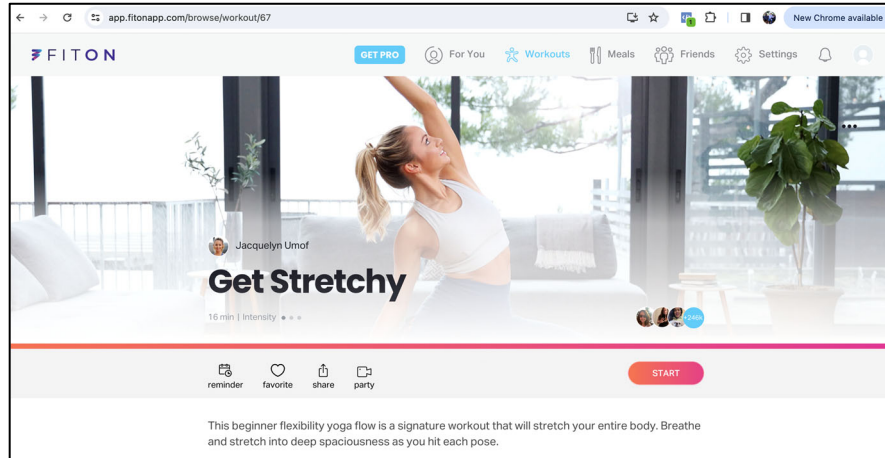 app.fitonapp.com/browse/workout/67
New Chrome available
FITON
GET PRO
For You
Workouts
Meals
Friends
Settings
Jacquelyn Umof
Get Stretchy
16 min | Intensity
+246k
reminder
favorite
share
party
START
This beginner flexibility yoga flow is a signature workout that will stretch your entire body. Breathe
and stretch into deep spaciousness as you hit each pose.